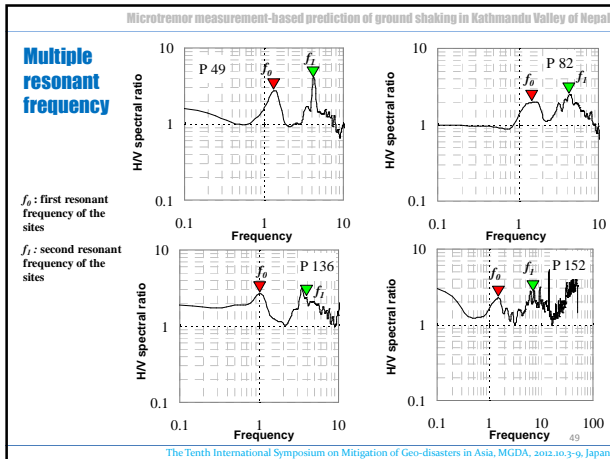 Microtremor measurement-based prediction of ground shaking in Kathmandu Valley of Nepal
Multiple
resonant
frequency
f0 : first resonant
frequency of the
sites
f1 : second resonant
frequency of the
sites
10
1
0.1
H/V spectral ratio
P 49
f0
f1
0.1
1
10
Frequency
10
1
0.1
H/V spectral ratio
P 82
f0
f1
0.1
1
10
Frequency
10
1
0.1
H/V spectral ratio
P 136
f0
f1
0.1
1
10
Frequency
10
1
0.1
H/V spectral ratio
P 152
f0
f1
0.1
1
10
100
Frequency
49
The Tenth International Symposium on Mitigation of Geo-disasters in Asia, MGDA, 2012.10.3-9, Japan